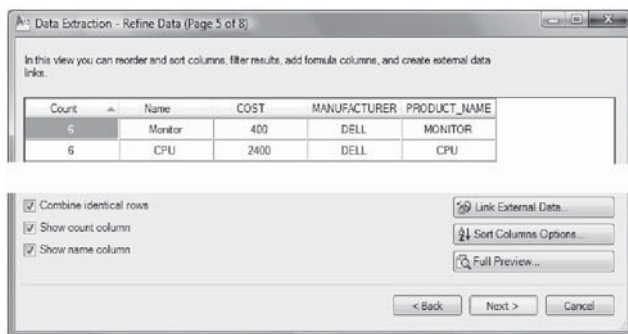 Data Extraction - Refine Data (Page 5 of 8)
In this view you can reorder and sort columns, filter results, add formula columns, and create external data
links.
Count Name COST MANUFACTURER PRODUCT_NAME
6 Monitor 400 DELL MONITOR
6 CPU 2400 DELL CPU
Combine identical rows
Show count column
Show name column
Link External Data...
Sort Columns Options...
Full Preview...
< Back Next > Cancel